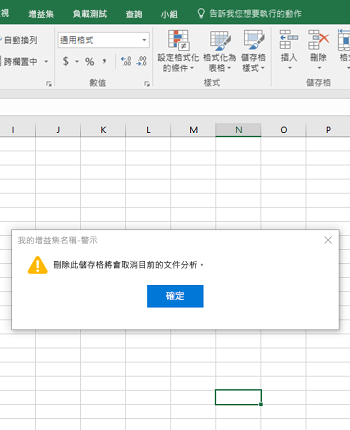 視 增益集 負載測試 查詢 小組 告訴我您想要執行的動作
自動換列 通用格式
跨欄置中 $ % , 設定格式化的條件 格式化為表格 儲存格樣式 插入 刪除
數值 樣式 儲存格
I J K L M N O P
我的增益集名稱-警示
刪除此儲存格將會取消目前的文件分析。
確定